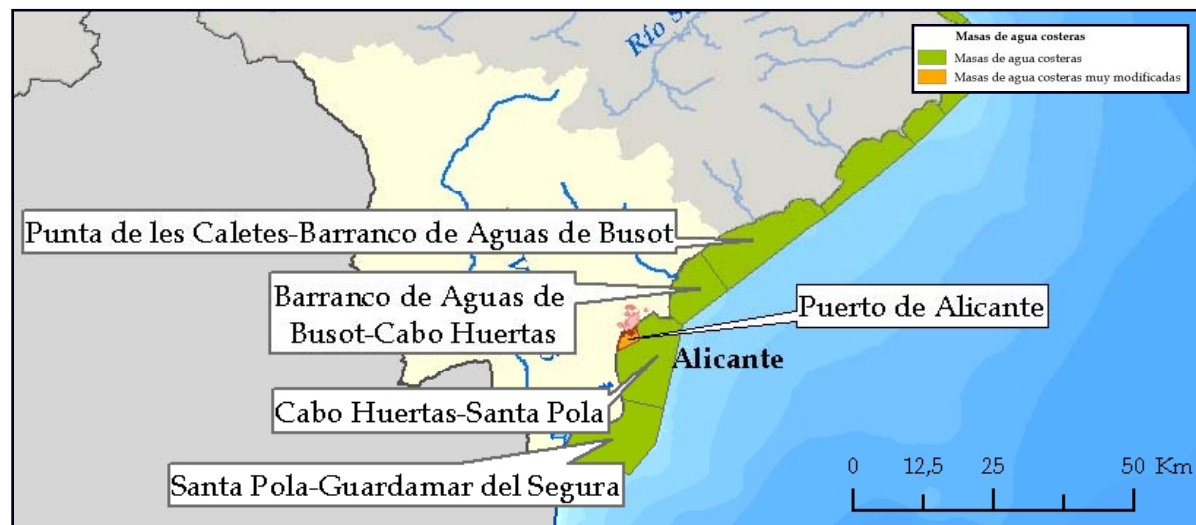 Río S
Masas de agua costeras
Masas de agua costeras
Masas de agua costeras muy modificadas
Punta de les Caletes-Barranco de Aguas de Busot
Barranco de Aguas de
Busot-Cabo Huertas
Puerto de Alicante
Alicante
Cabo Huertas-Santa Pola
Santa Pola-Guardamar del Segura
0 12,5 25 50 Km